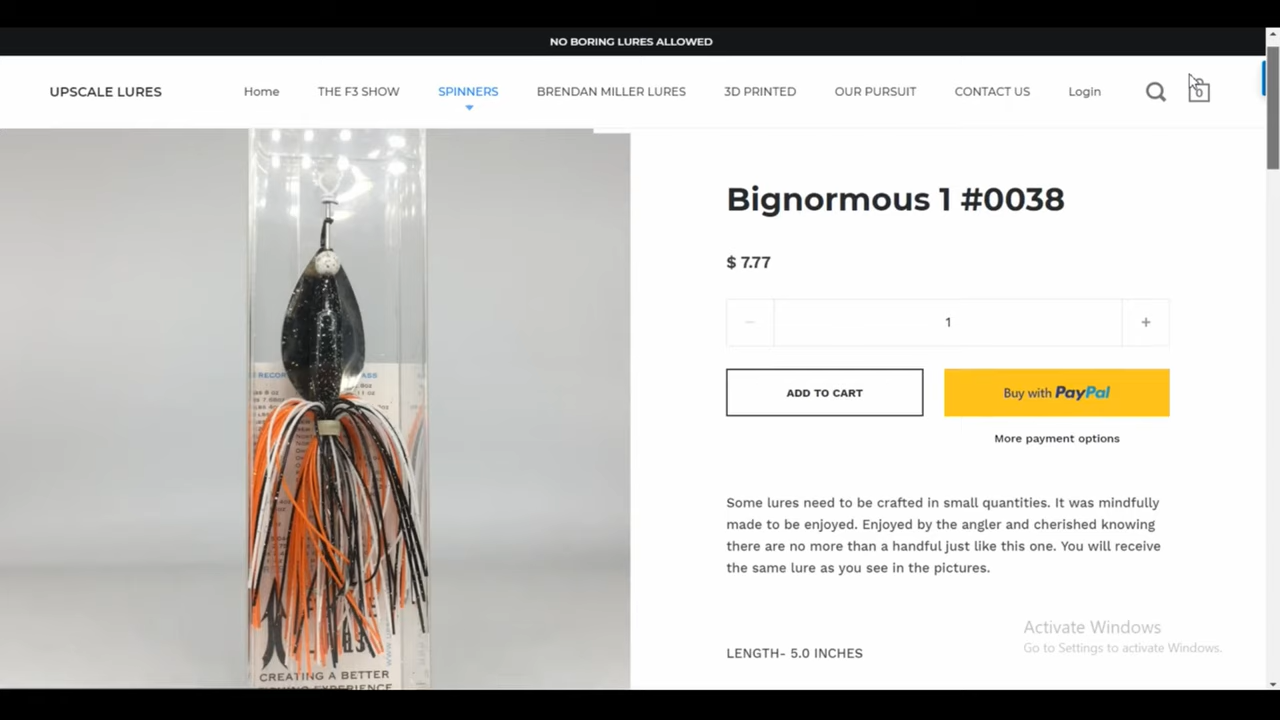 NO BORING LURES ALLOWED
UPSCALE LURES
Home
THE F3 SHOW
SPINNERS
BRENDAN MILLER LURES
3D PRINTED
OUR PURSUIT
CONTACT US
Login
0
Bignormous 1 #0038
$ 7.77
1
ADD TO CART
Buy with PayPal
More payment options
Some lures need to be crafted in small quantities. It was mindfully
made to be enjoyed. Enjoyed by the angler and cherished knowing
there are no more than a handful just like this one. You will receive
the same lure as you see in the pictures.
LENGTH- 5.0 INCHES
Activate Windows
Go to Settings to activate Windows.
CREATING A BETTER
FISHING EXPERIENCE